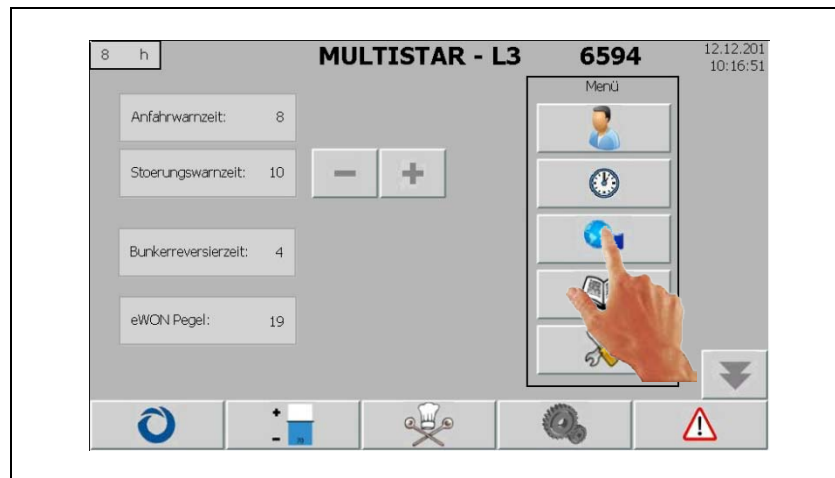 8 h MULTISTAR - L3 6594 12.12.201
10:16:51
Menü
Anfahrwarnzeit: 8
Stoerungswarnzeit: 10 − +
Bunkerreversierzeit: 4
eWON Pegel: 19
+
−